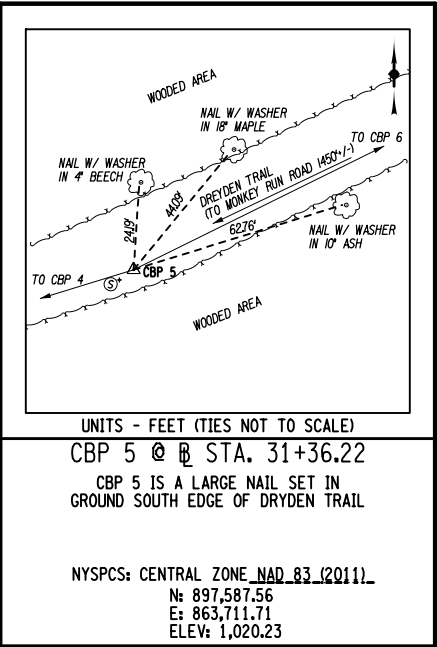 WOODED AREA
NAIL W/ WASHER
IN 18" MAPLE
TO CBP 6
NAIL W/ WASHER
IN 4" BEECH
DREYDEN TRAIL
(TO MONKEY RUN ROAD 1450'+/-)
44.09'
24.19'
62.76'
NAIL W/ WASHER
IN 10" ASH
CBP 5
TO CBP 4
S
WOODED AREA
UNITS - FEET (TIES NOT TO SCALE)
CBP 5 @ BL STA. 31+36.22
CBP 5 IS A LARGE NAIL SET IN
GROUND SOUTH EDGE OF DRYDEN TRAIL
NYSPCS: CENTRAL ZONE NAD 83 (2011)
N: 897,587.56
E: 863,711.71
ELEV: 1,020.23